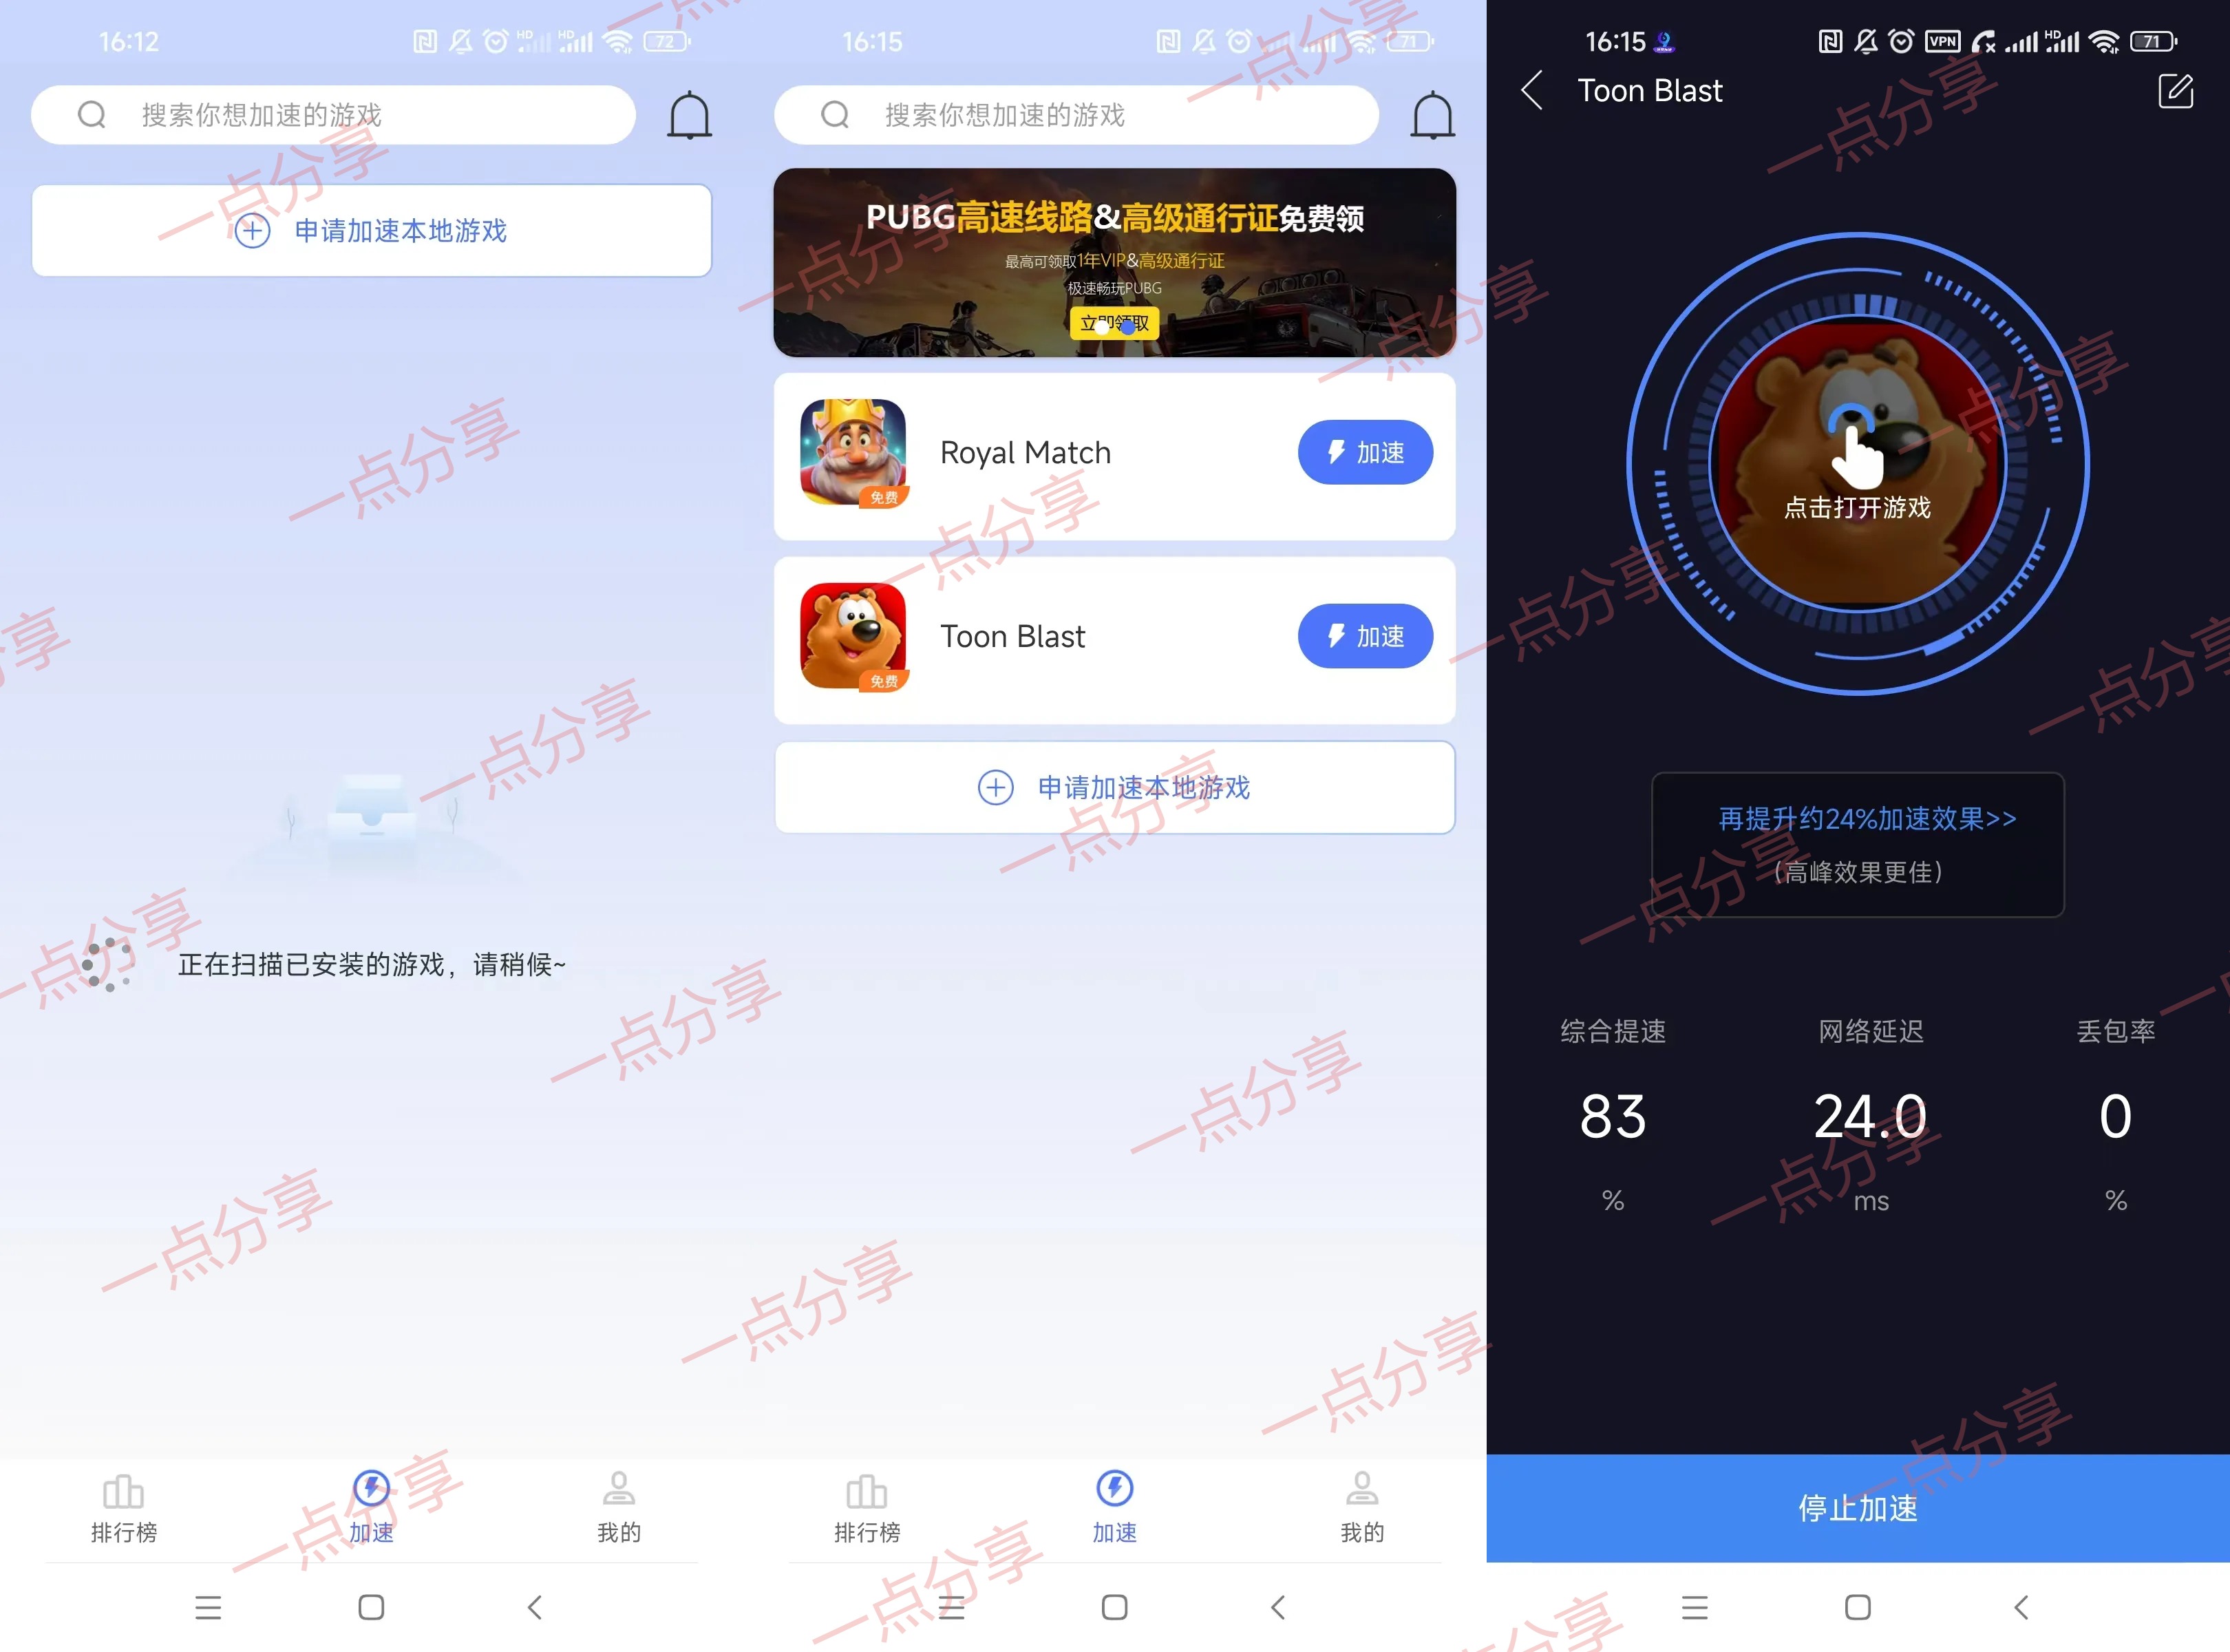 16:12
HD
HD
72
搜索你想加速的游戏
申请加速本地游戏
正在扫描已安装的游戏，请稍候~
排行榜
加速
我的
16:15
71
搜索你想加速的游戏
PUBG高速线路&高级通行证免费领
最高可领取1年VIP&高级通行证
极速畅玩PUBG
立即领取
Royal Match
免费
加速
Toon Blast
免费
加速
申请加速本地游戏
排行榜
加速
我的
16:15
VPN
HD
71
Toon Blast
点击打开游戏
再提升约24%加速效果>>
(高峰效果更佳)
综合提速
网络延迟
丢包率
83
24.0
0
%
ms
%
停止加速
一点分享